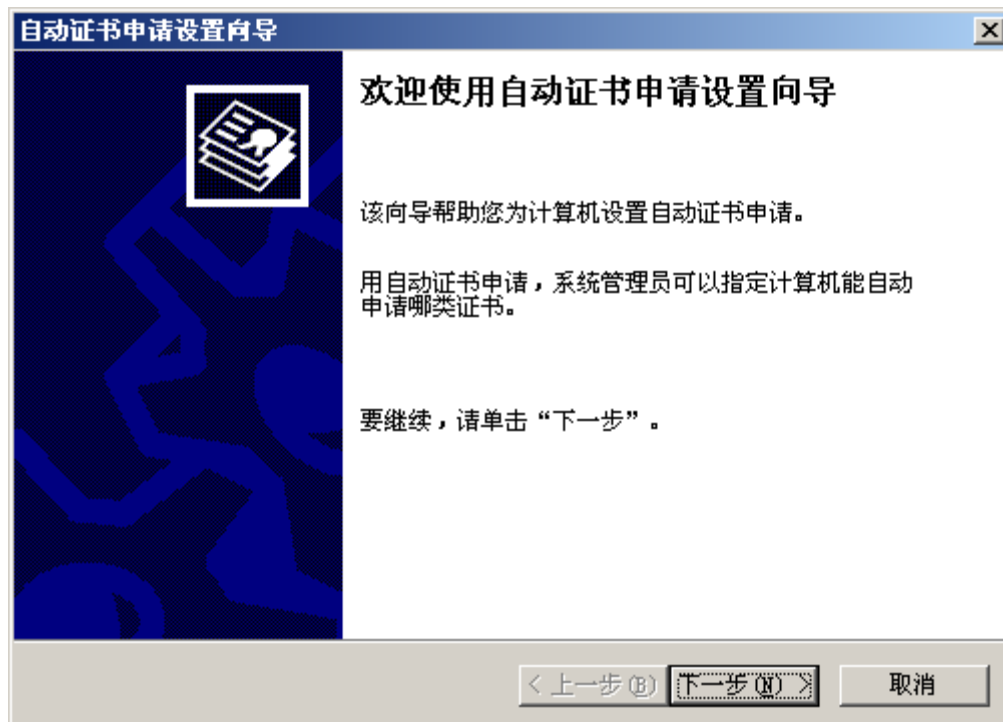 自动证书申请设置向导
欢迎使用自动证书申请设置向导
该向导帮助您为计算机设置自动证书申请。
用自动证书申请，系统管理员可以指定计算机能自动
申请哪类证书。
要继续，请单击“下一步”。
< 上一步(B) 下一步(N) > 取消